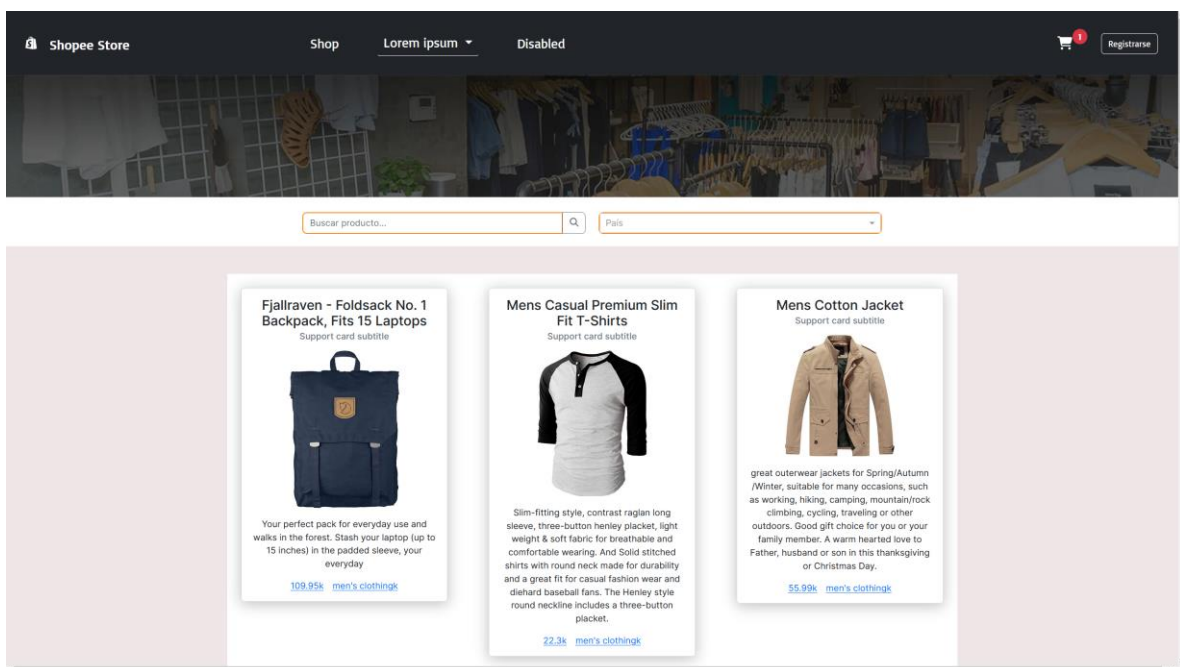 Shopee Store
Shop
Lorem ipsum
Disabled
1
Registrarse
Buscar producto...
País
Fjallraven - Foldsack No. 1
Backpack, Fits 15 Laptops
Support card subtitle
Your perfect pack for everyday use and
walks in the forest. Stash your laptop (up to
15 inches) in the padded sleeve, your
everyday
109.95k men's clothingk
Mens Casual Premium Slim
Fit T-Shirts
Support card subtitle
Slim-fitting style, contrast raglan long
sleeve, three-button henley placket, light
weight & soft fabric for breathable and
comfortable wearing. And Solid stitched
shirts with round neck made for durability
and a great fit for casual fashion wear and
diehard baseball fans. The Henley style
round neckline includes a three-button
placket.
22.3k men's clothingk
Mens Cotton Jacket
Support card subtitle
great outerwear jackets for Spring/Autumn
/Winter, suitable for many occasions, such
as working, hiking, camping, mountain/rock
climbing, cycling, traveling or other
outdoors. Good gift choice for you or your
family member. A warm hearted love to
Father, husband or son in this thanksgiving
or Christmas Day.
55.99k men's clothingk